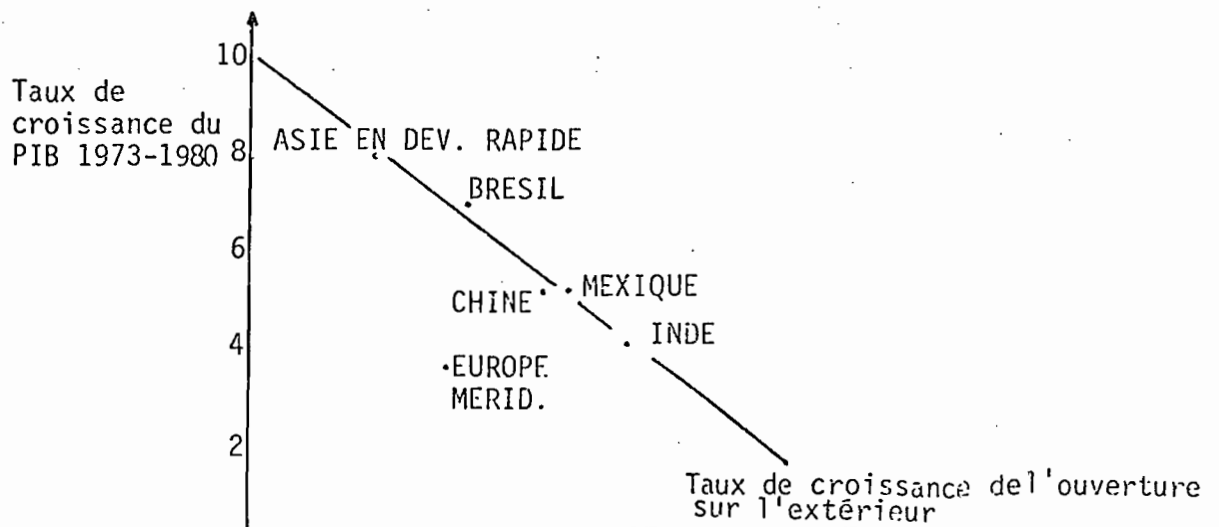 10
Taux de
croissance du
PIB 1973-1980
8
ASIE EN DEV. RAPIDE
BRESIL
6
CHINE
MEXIQUE
4
INDE
EUROPE
MERID.
2
Taux de croissance de l'ouverture
sur l'extérieur